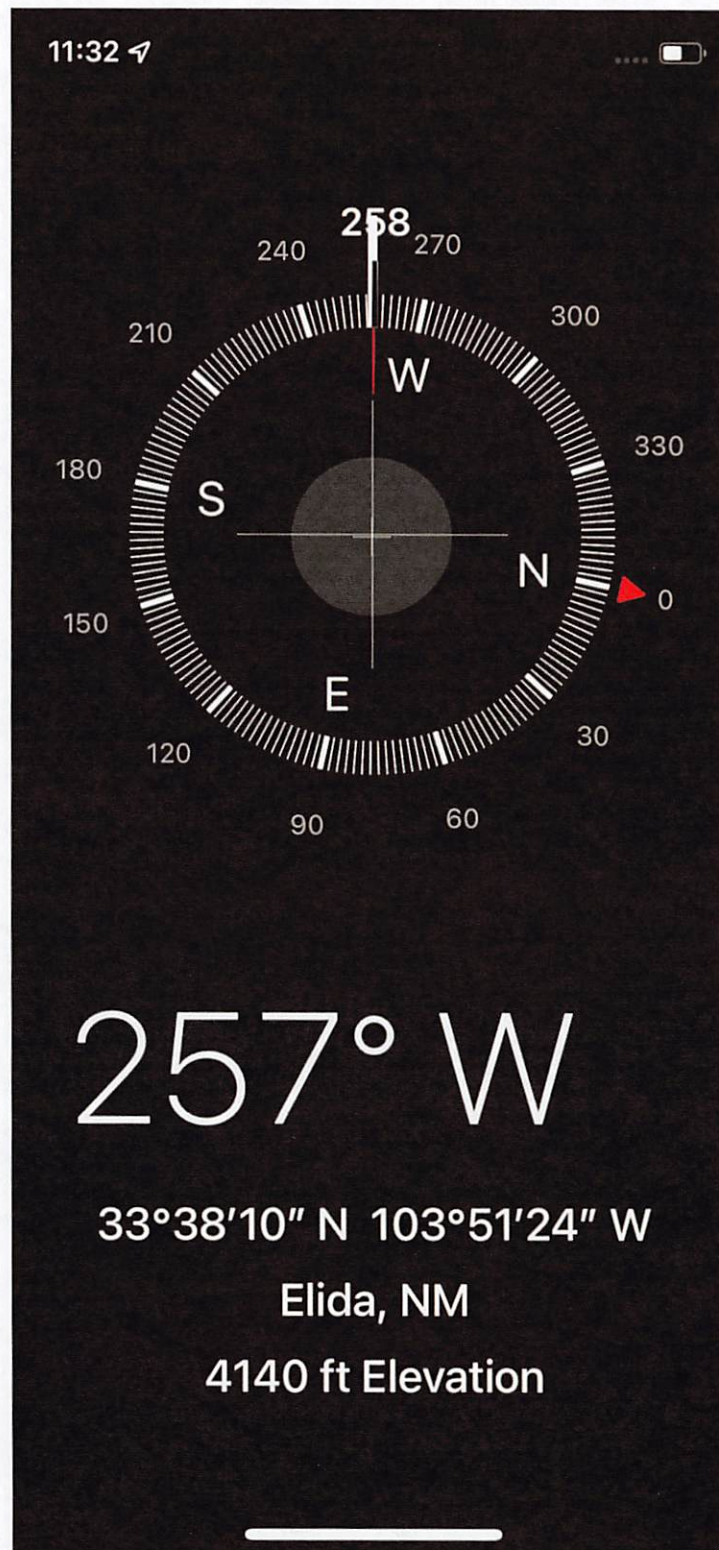 11:32
258
240 270
210 300
W
180 330
S
N
0
150
E
120 30
90 60
257° W
33°38'10" N 103°51'24" W
Elida, NM
4140 ft Elevation